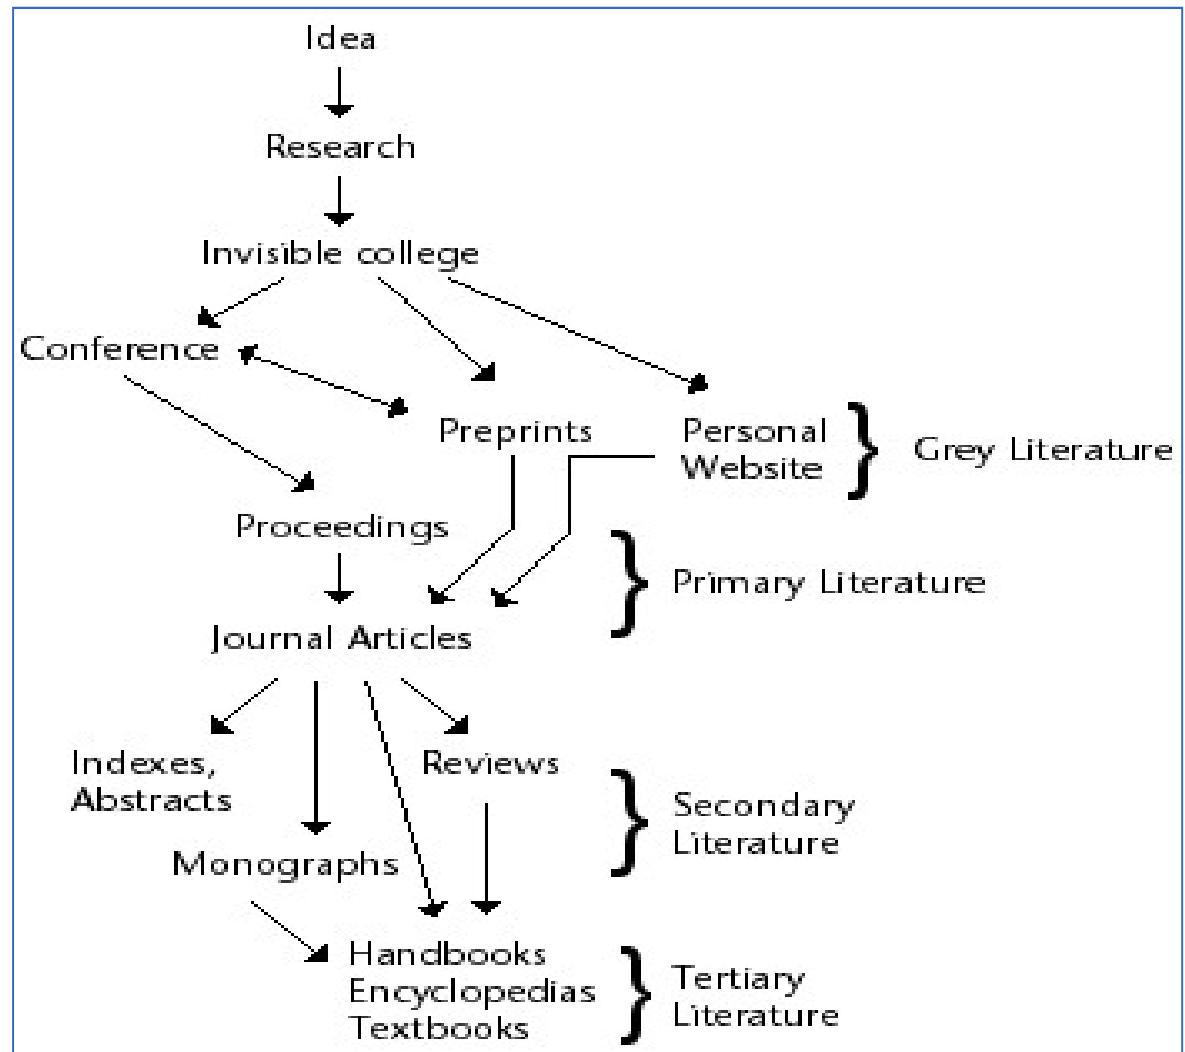 Idea
Research
Invisible college
Conference
Preprints
Personal
Website
Grey Literature
Proceedings
Primary Literature
Journal Articles
Indexes,
Abstracts
Reviews
Secondary
Literature
Monographs
Handbooks
Encyclopedias
Textbooks
Tertiary
Literature